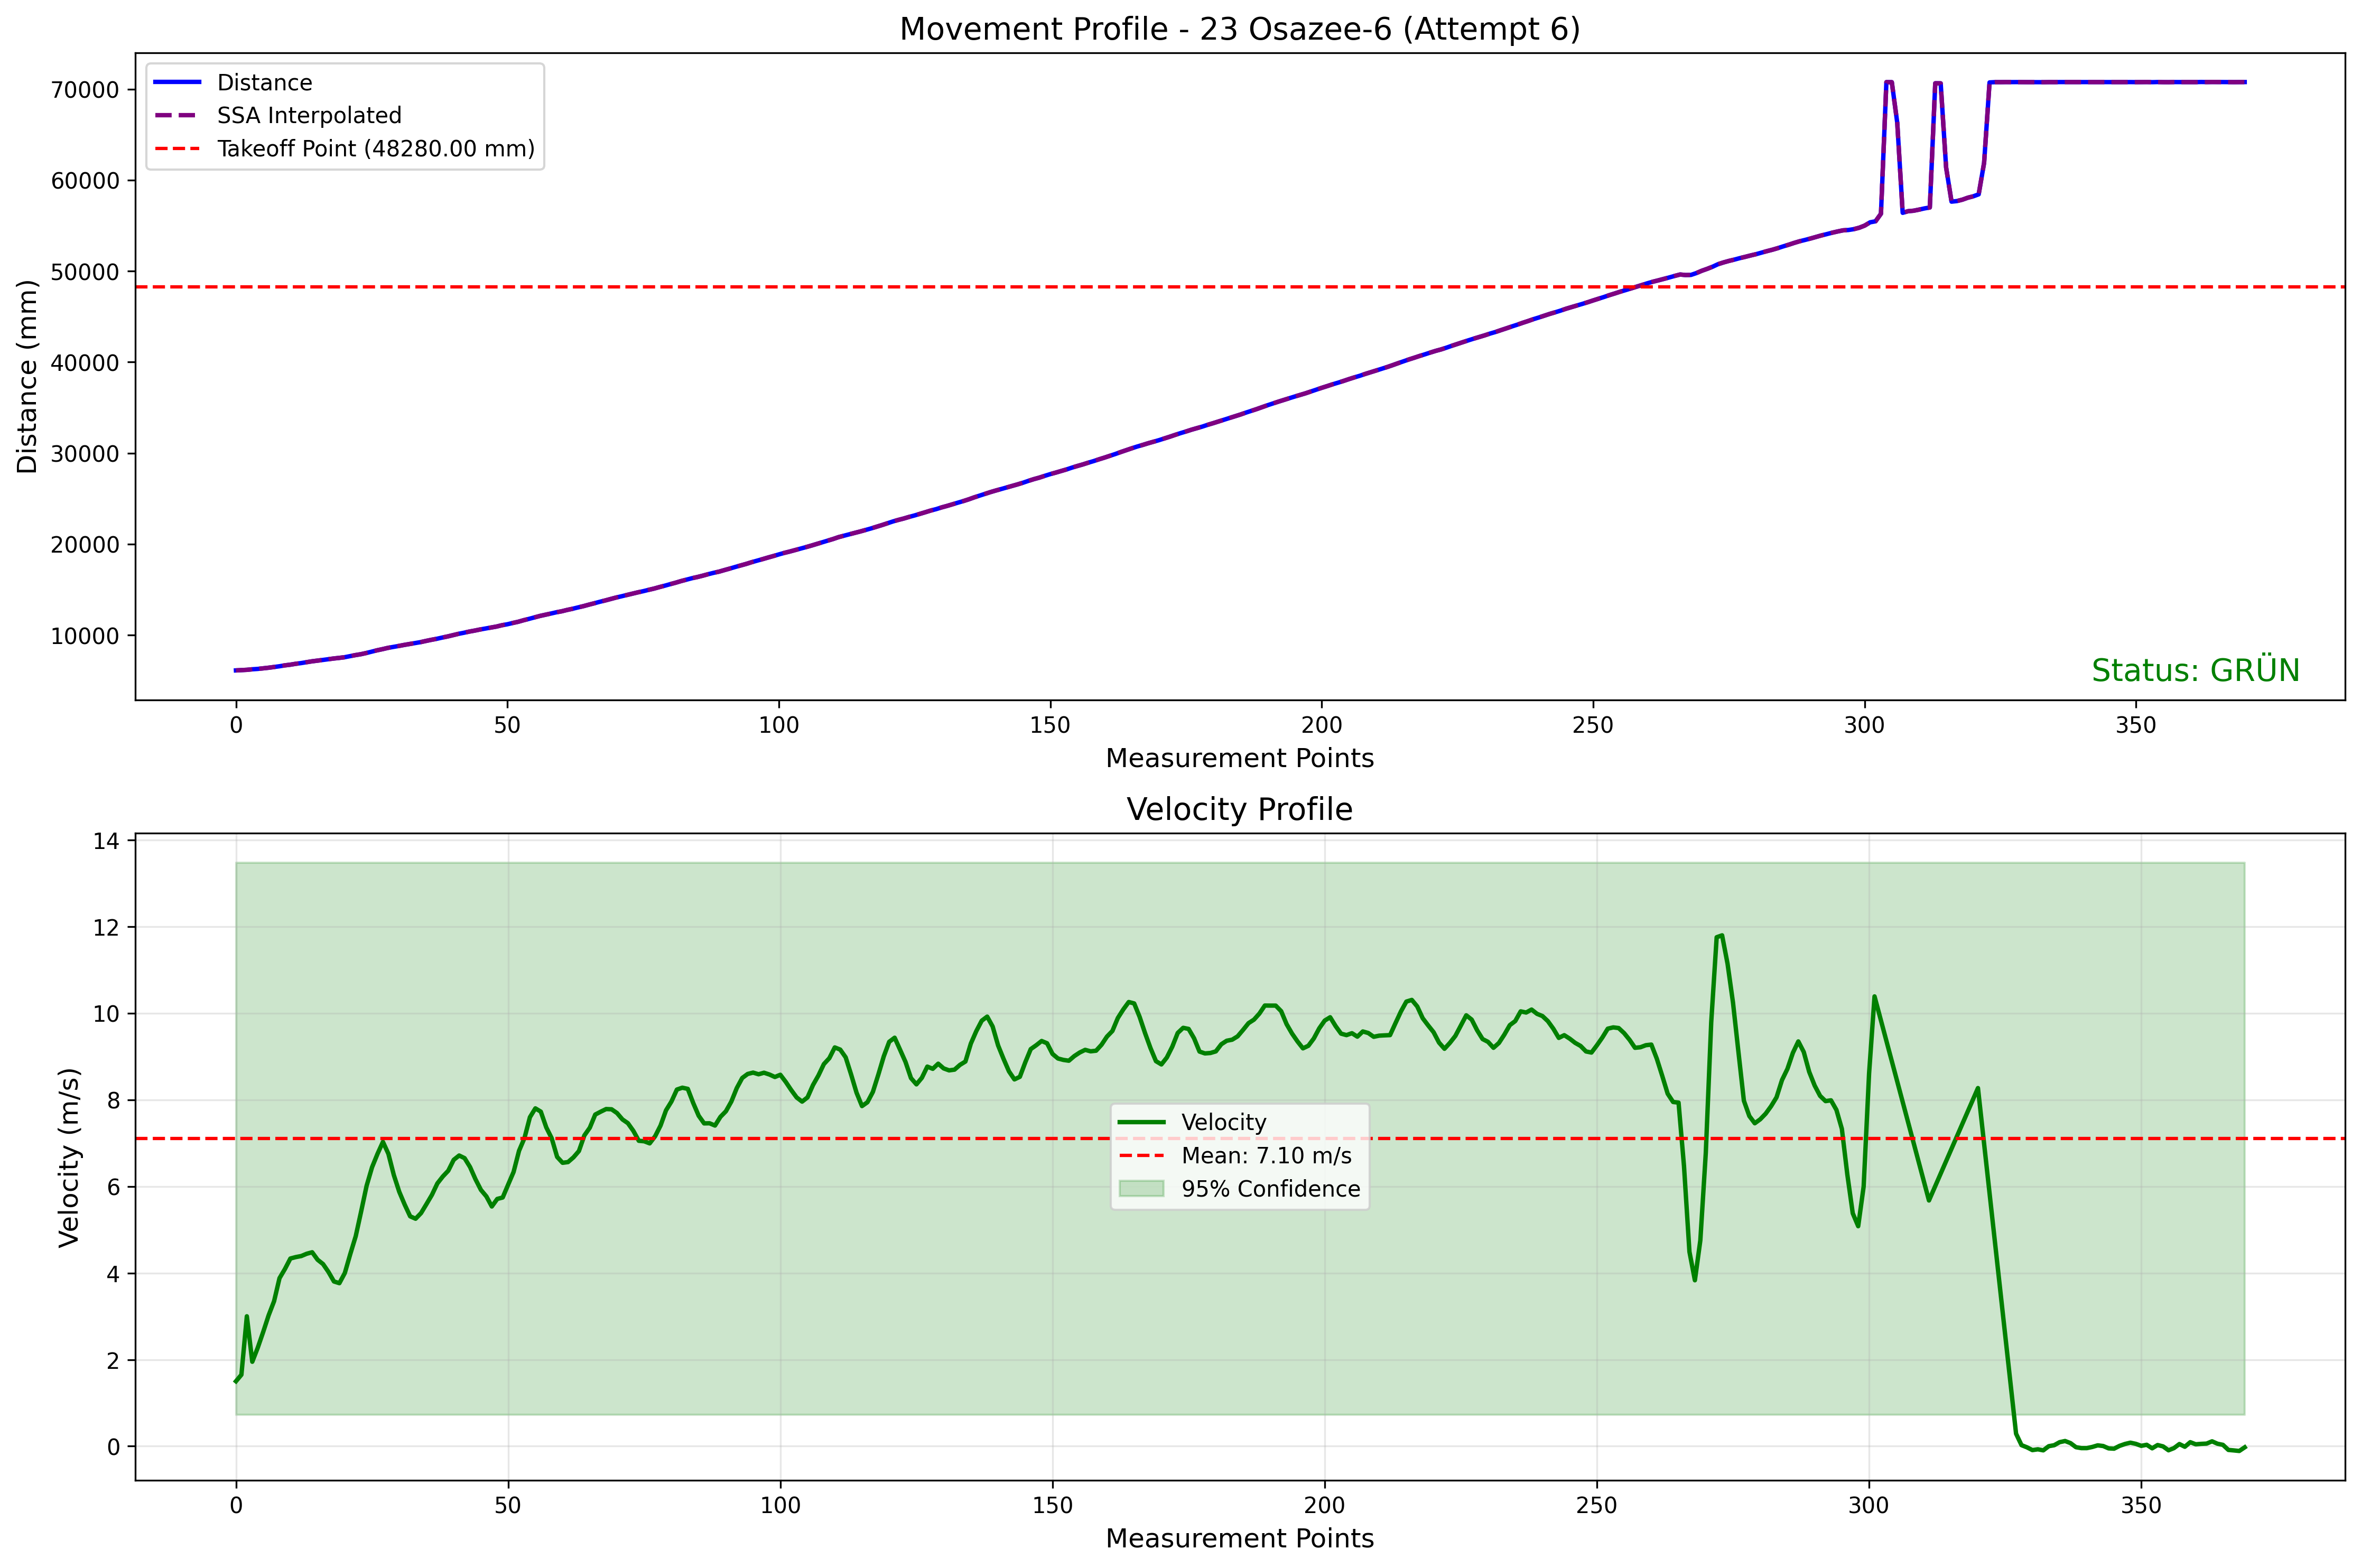 Movement Profile - 23 Osazee-6 (Attempt 6)
Distance
SSA Interpolated
Takeoff Point (48280.00 mm)
Distance (mm)
70000
60000
50000
40000
30000
20000
10000
Status: GRÜN
0 50 100 150 200 250 300 350
Measurement Points
Velocity Profile
Velocity (m/s)
14
12
10
8
6
4
2
0
Velocity
Mean: 7.10 m/s
95% Confidence
0 50 100 150 200 250 300 350
Measurement Points